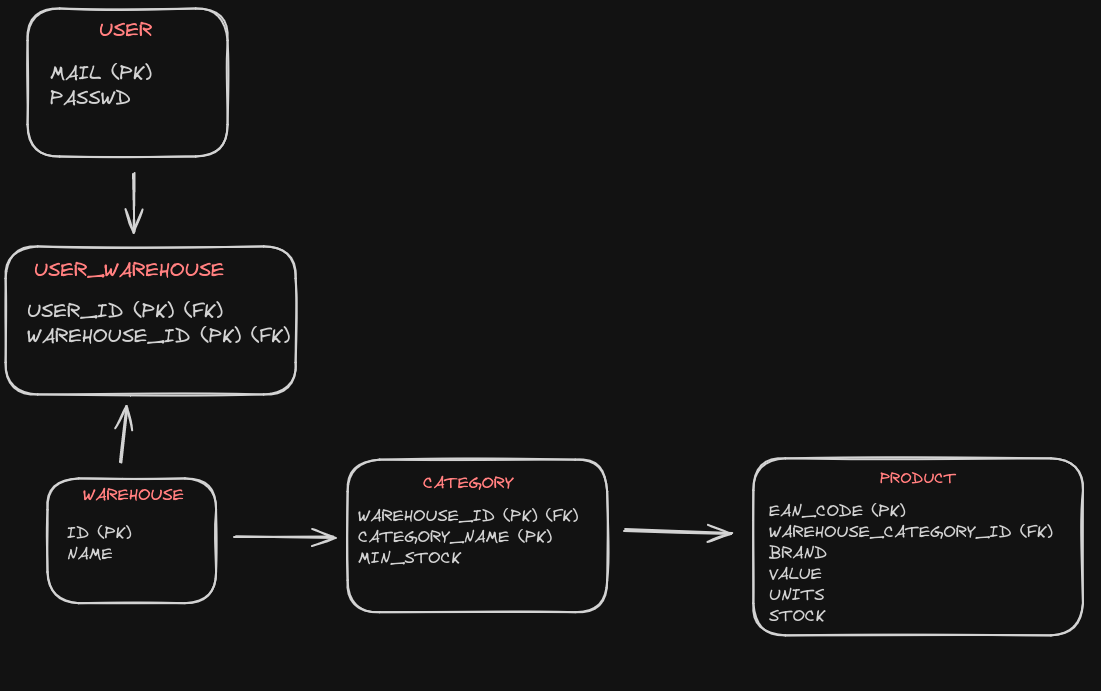 USER
MAIL (PK)
PASSWD
USER_WAREHOUSE
USER_ID (PK) (FK)
WAREHOUSE_ID (PK) (FK)
WAREHOUSE
ID (PK)
NAME
CATEGORY
WAREHOUSE_ID (PK) (FK)
CATEGORY_NAME (PK)
MIN_STOCK
PRODUCT
EAN_CODE (PK)
WAREHOUSE_CATEGORY_ID (FK)
BRAND
VALUE
UNITS
STOCK